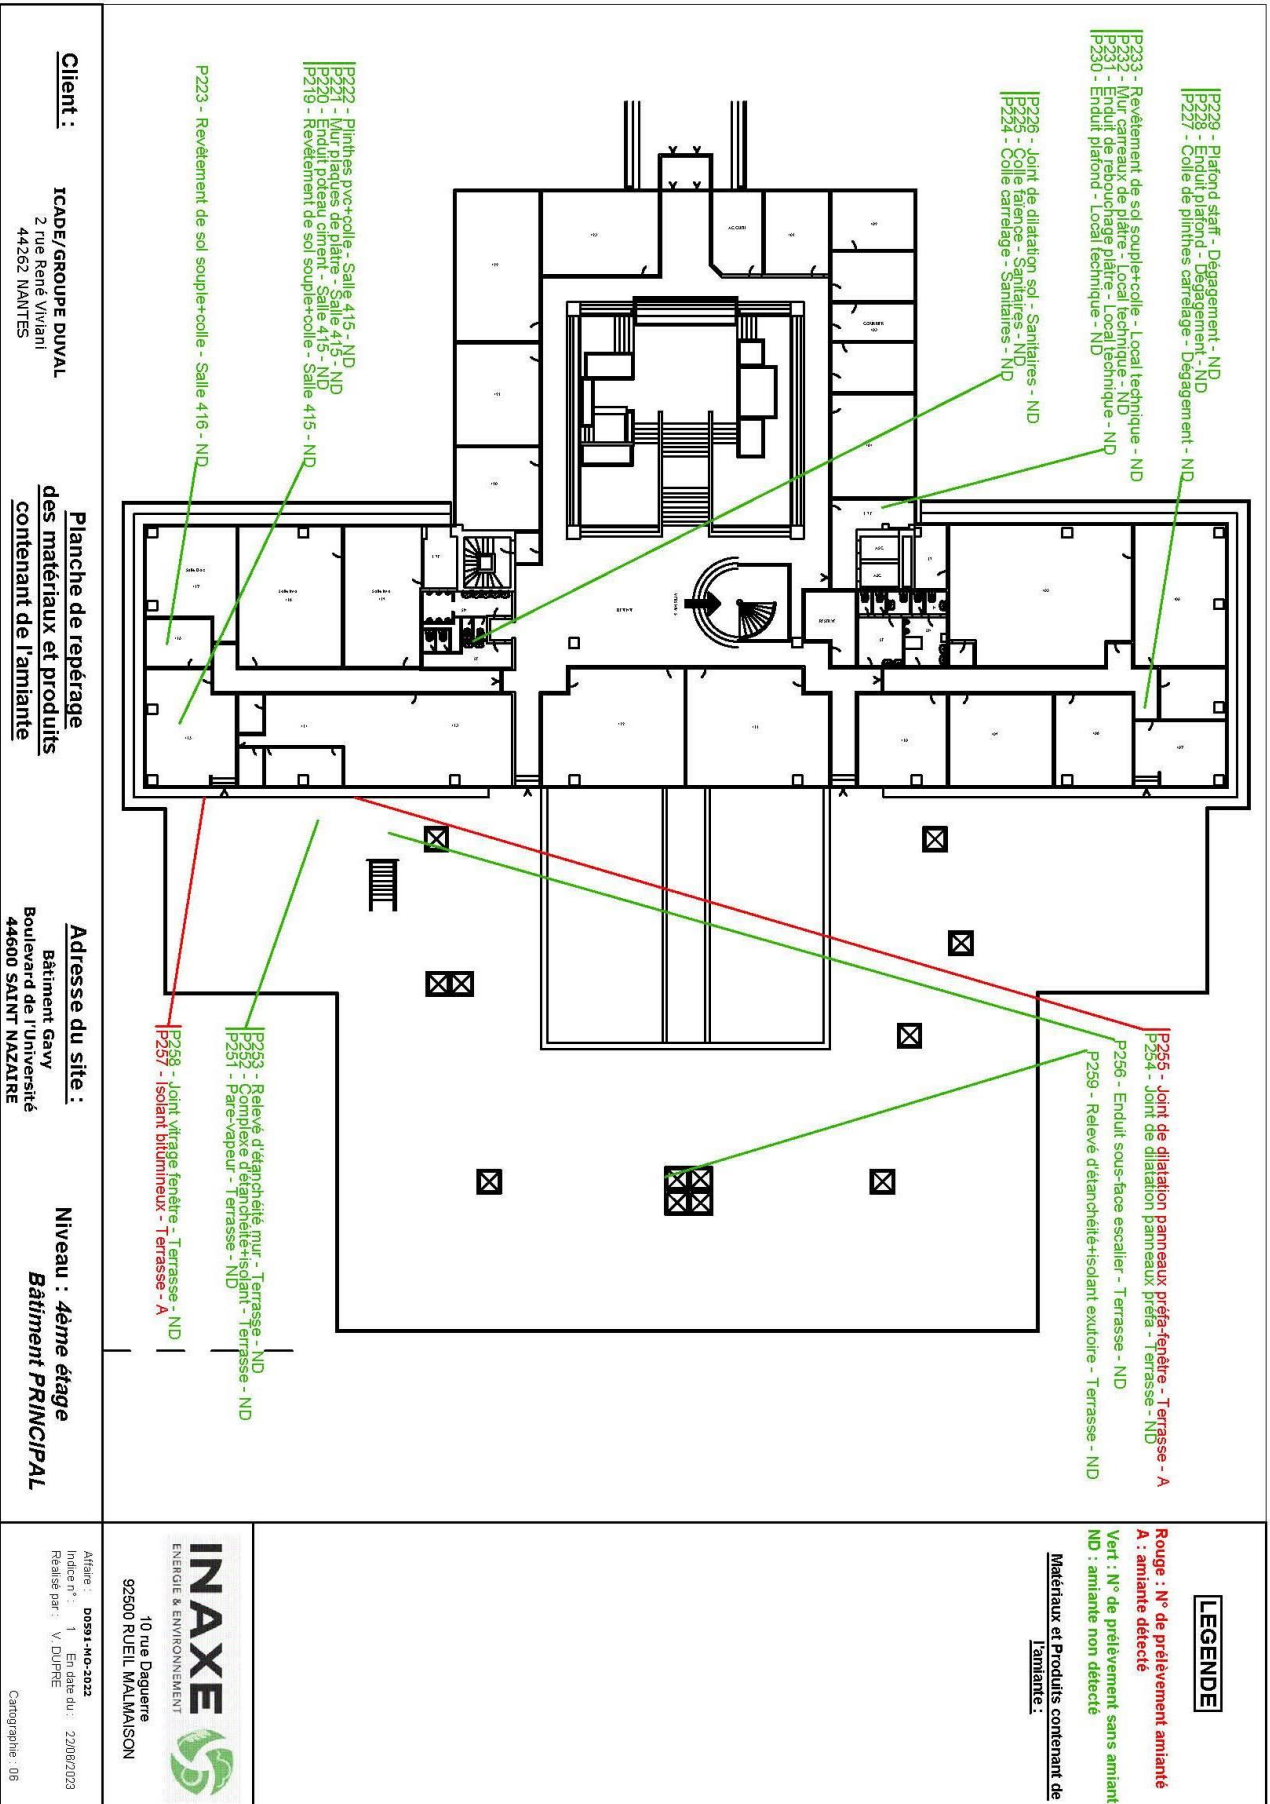 P229 - Plafond staff - Dégagement - ND
P228 - Enduit plafond - Dégagement - ND
P227 - Colle de plinthes carrelage - Dégagement - ND
P233 - Revêtement de sol souple+colle - Local technique - ND
P232 - Mur carreaux de plâtre - Local technique - ND
P231 - Enduit de rebouchage plâtre - Local technique - ND
P230 - Enduit plafond - Local technique - ND
P226 - Joint de dilatation sol - Sanitaires - ND
P225 - Colle faïence - Sanitaires - ND
P224 - Colle carrelage - Sanitaires - ND
P222 - Plinthes pvc+colle - Salle 415 - ND
P221 - Mur plaques de plâtre - Salle 415 - ND
P220 - Enduit poteau ciment - Salle 415 - ND
P219 - Revêtement de sol souple+colle - Salle 415 - ND
P223 - Revêtement de sol souple+colle - Salle 416 - ND
ACCUEIL
COURRIER
P255 - Joint de dilatation panneaux préfa-fenêtre - Terrasse - A
P254 - Joint de dilatation panneaux préfa - Terrasse - ND
P256 - Enduit sous-face escalier - Terrasse - ND
P259 - Relevé d'étanchéité+isolant exutoire - Terrasse - ND
P253 - Relevé d'étanchéité mur - Terrasse - ND
P252 - Complexe d'étanchéité+isolant - Terrasse - ND
P251 - Pare-vapeur - Terrasse - ND
P258 - Joint vitrage fenêtre - Terrasse - ND
P257 - Isolant bitumineux - Terrasse - A
LEGENDE
Rouge : N° de prélèvement amianté
A : amiante détecté
Vert : N° de prélèvement sans amiant
ND : amiante non détecté
Matériaux et Produits contenant de
l'amiante :
Client :
ICADE/GROUPE DUVAL
2 rue René Viviani
44262 NANTES
Planche de repérage
des matériaux et produits
contenant de l'amiante
Adresse du site :
Bâtiment Gavy
Boulevard de l'Université
44600 SAINT NAZAIRE
Niveau : 4ème étage
Bâtiment PRINCIPAL
INAXE
ENERGIE & ENVIRONNEMENT
10 rue Daguerre
92500 RUEIL MALMAISON
Affaire : D0591-MO-2022
Indice n° : 1 En date du : 22/08/2023
Réalisé par : V. DUPRE
Cartographie : 06